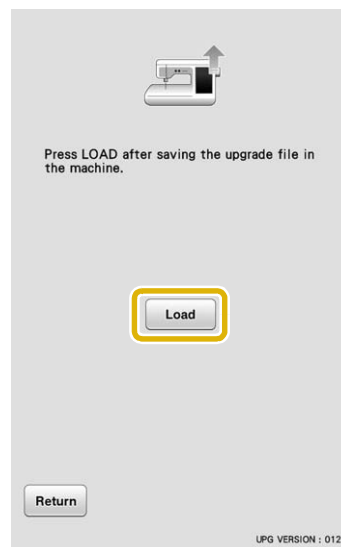 Press LOAD after saving the upgrade file in
the machine.
Load
Return
UPG VERSION : 012